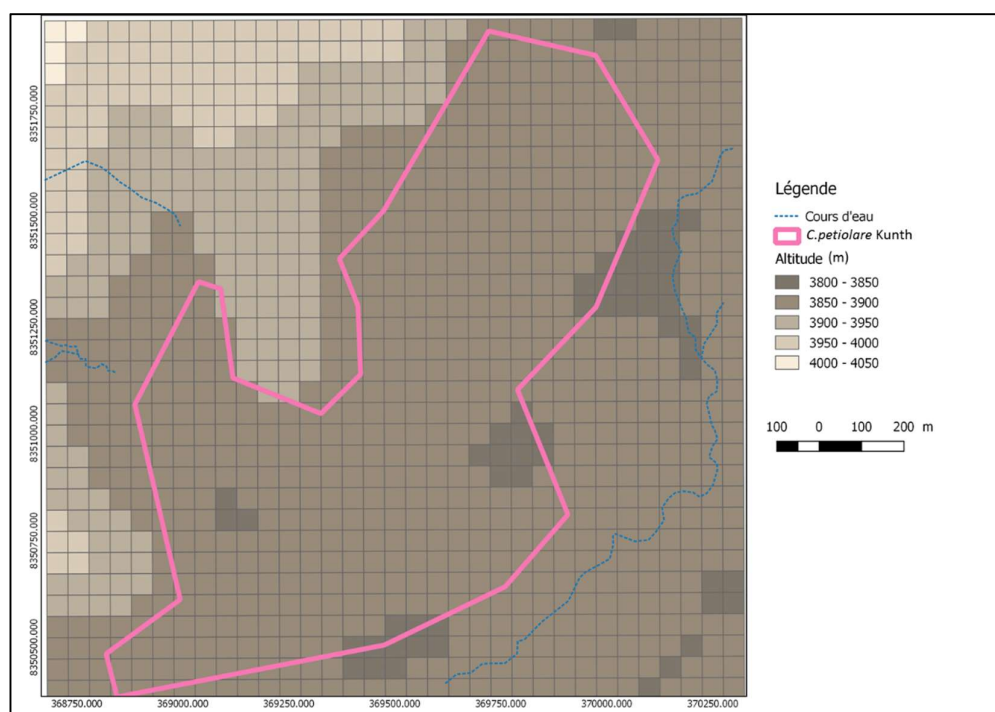 8351750.000
8351500.000
8351250.000
8351000.000
8350750.000
8350500.000
368750.000 369000.000 369250.000 369500.000 369750.000 370000.000 370250.000
Légende
Cours d'eau
C.petiolare Kunth
Altitude (m)
3800 - 3850
3850 - 3900
3900 - 3950
3950 - 4000
4000 - 4050
100 0 100 200 m